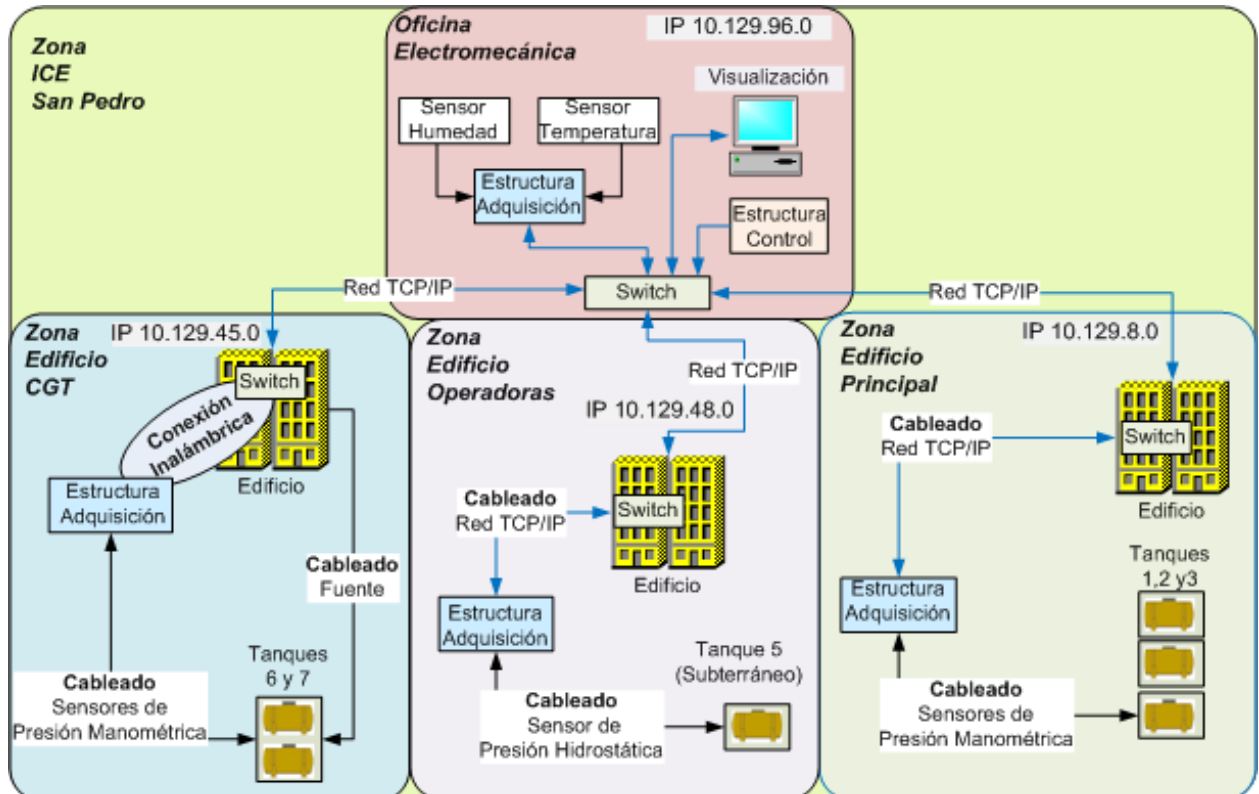 Zona
ICE
San Pedro
Oficina
Electromecánica
IP 10.129.96.0
Visualización
Sensor
Humedad
Sensor
Temperatura
Estructura
Adquisición
Estructura
Control
Switch
Red TCP/IP
Red TCP/IP
Red TCP/IP
Zona
Edificio
CGT
IP 10.129.45.0
Switch
Conexión
Inalámbrica
Edificio
Estructura
Adquisición
Cableado
Fuente
Tanques
6 y 7
Cableado
Sensores de
Presión Manométrica
Zona
Edificio
Operadoras
IP 10.129.48.0
Cableado
Red TCP/IP
Switch
Edificio
Estructura
Adquisición
Tanque 5
(Subterráneo)
Cableado
Sensor de
Presión Hidrostática
Zona
Edificio
Principal
IP 10.129.8.0
Cableado
Red TCP/IP
Switch
Edificio
Estructura
Adquisición
Tanques
1,2 y3
Cableado
Sensores de
Presión Manométrica